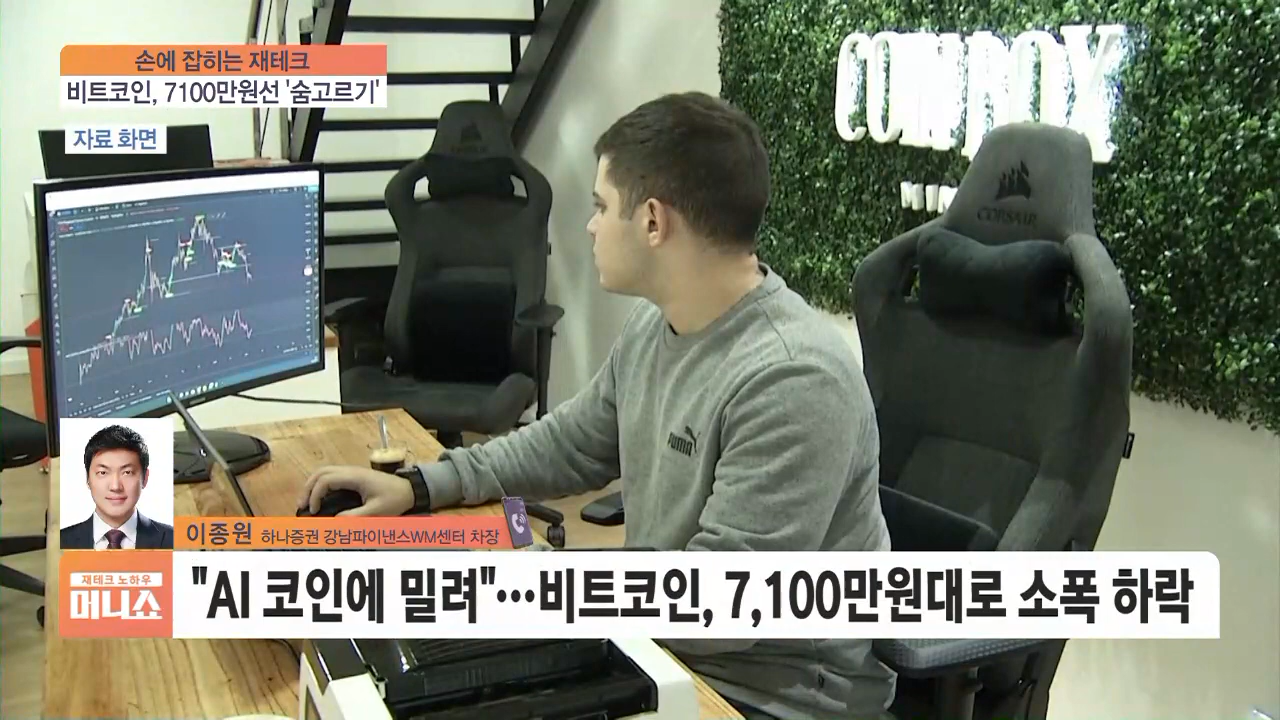 손에 잡히는 재테크
비트코인, 7100만원선 '숨고르기'
자료 화면
CORSAIR
PUMA
이종원 하나증권 강남파이낸스WM센터 차장
재테크 노하우
머니쇼
"AI 코인에 밀려"…비트코인, 7,100만원대로 소폭 하락